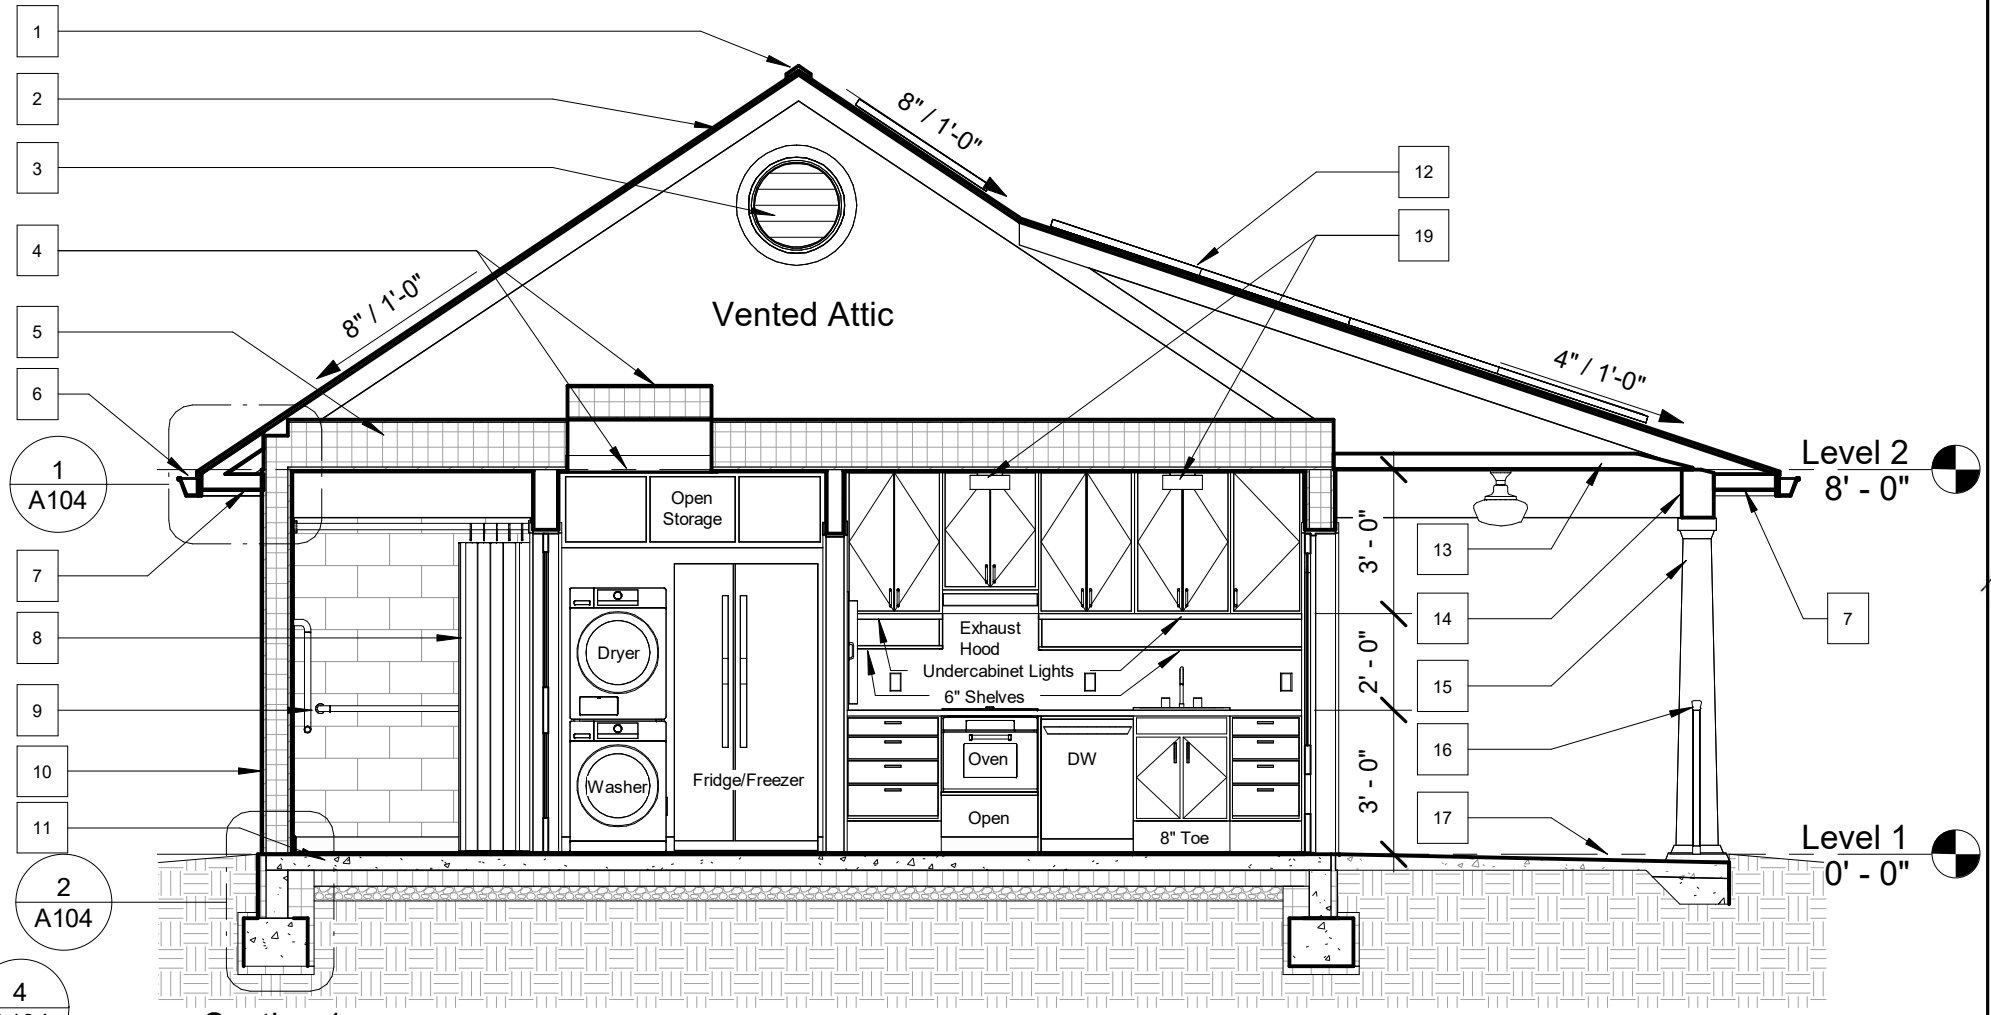 1
2
3
4
5
6
1
A104
7
8
9
10
11
2
A104
4
8" / 1'-0"
8" / 1'-0"
4" / 1'-0"
Vented Attic
12
19
Open
Storage
Dryer
Washer
Fridge/Freezer
Exhaust
Hood
Undercabinet Lights
6" Shelves
Oven
Open
DW
8" Toe
3' - 0"
2' - 0"
3' - 0"
13
14
15
16
17
7
Level 2
8' - 0"
Level 1
0' - 0"